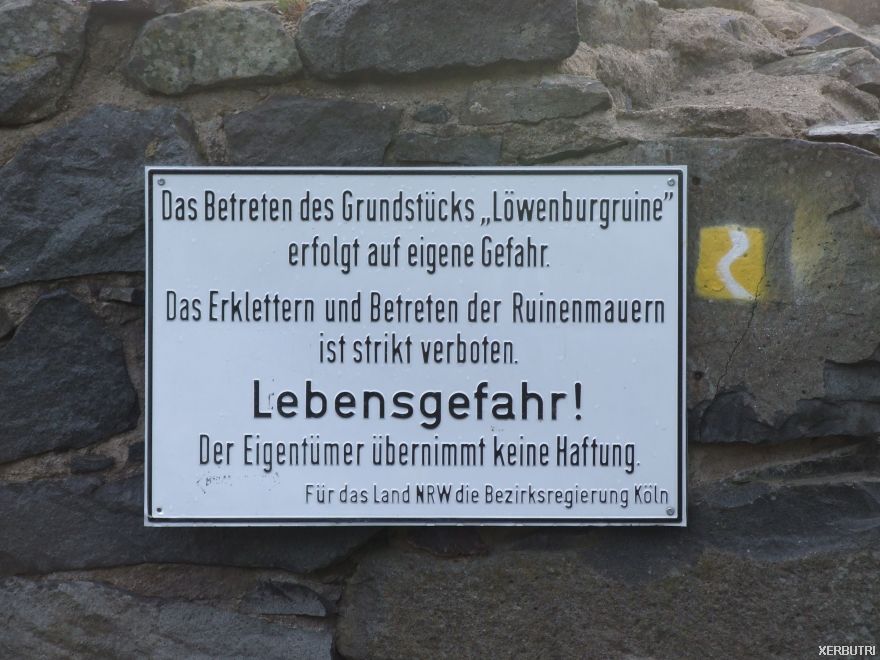 Das Betreten des Grundstücks „Löwenburgruine”
erfolgt auf eigene Gefahr.
Das Erklettern und Betreten der Ruinenmauern
ist strikt verboten.
Lebensgefahr!
Der Eigentümer übernimmt keine Haftung.
Für das Land NRW die Bezirksregierung Köln
XERBUTRI